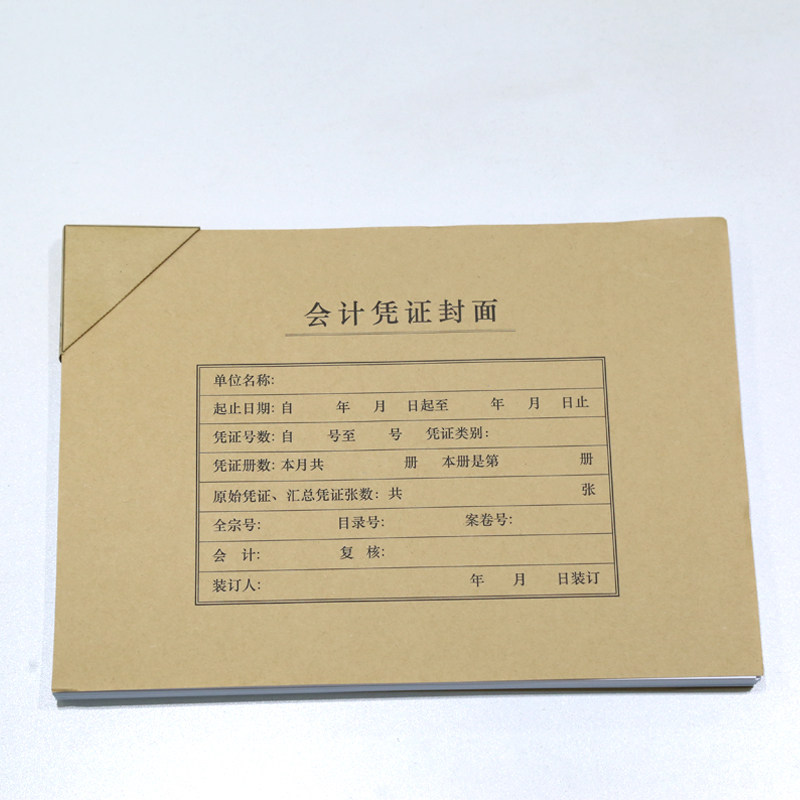 会计凭证封面
单位名称:
起止日期: 自 年 月 日起至 年 月 日止
凭证号数: 自 号至 号 凭证类别:
凭证册数: 本月共 册 本册是第 册
原始凭证、汇总凭证张数: 共 张
全宗号: 目录号: 案卷号:
会 计: 复 核:
装订人: 年 月 日装订